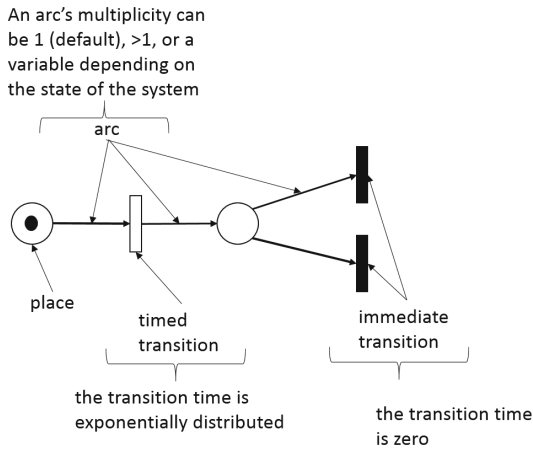 An arc's multiplicity can
be 1 (default), >1, or a
variable depending on
the state of the system
arc
place
timed
transition
immediate
transition
the transition time is
exponentially distributed
the transition time
is zero